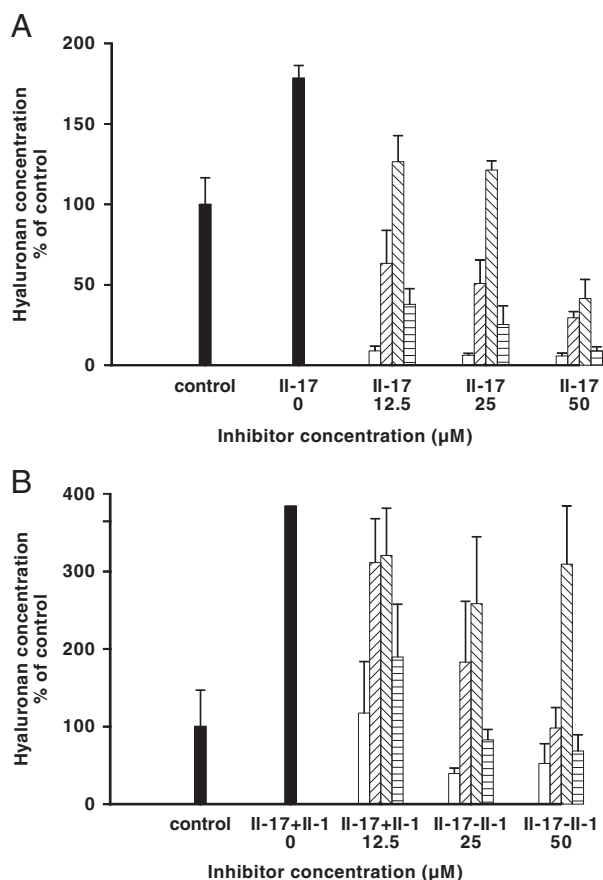 A
Hyaluronan concentration
% of control
200
150
100
50
0
control Il-17 Il-17 Il-17 Il-17
0 12.5 25 50
Inhibitor concentration (μM)
B
Hyaluronan concentration
% of control
400
300
200
100
0
control Il-17+Il-1 Il-17+Il-1 Il-17-Il-1 Il-17-Il-1
0 12.5 25 50
Inhibitor concentration (μM)